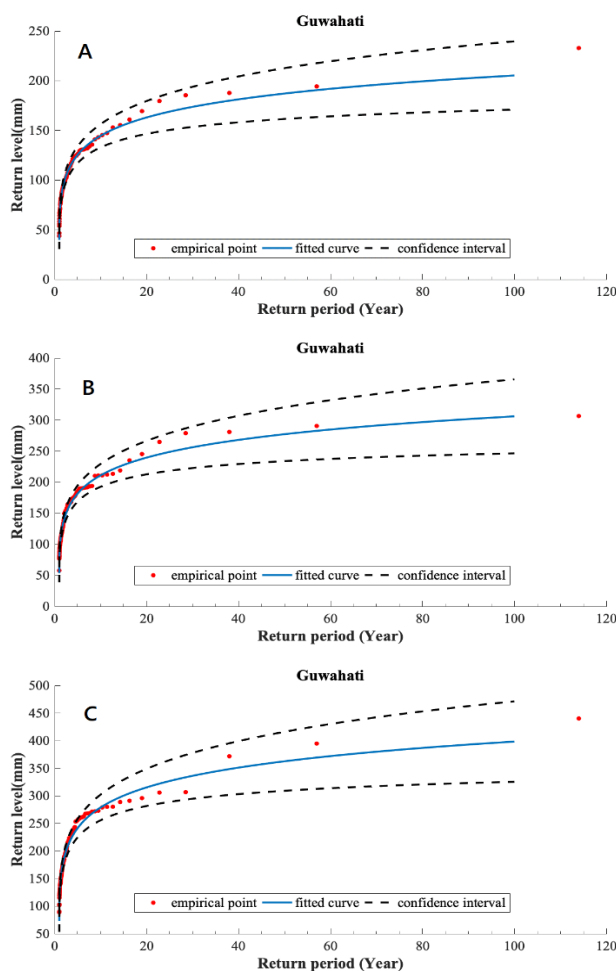 Guwahati
A
Return level(mm)
250
200
150
100
50
0
empirical point fitted curve confidence interval
0 20 40 60 80 100 120
Return period (Year)
Guwahati
B
Return level(mm)
400
350
300
250
200
150
100
50
0
empirical point fitted curve confidence interval
0 20 40 60 80 100 120
Return period (Year)
Guwahati
C
Return level(mm)
500
450
400
350
300
250
200
150
100
50
empirical point fitted curve confidence interval
0 20 40 60 80 100 120
Return period (Year)